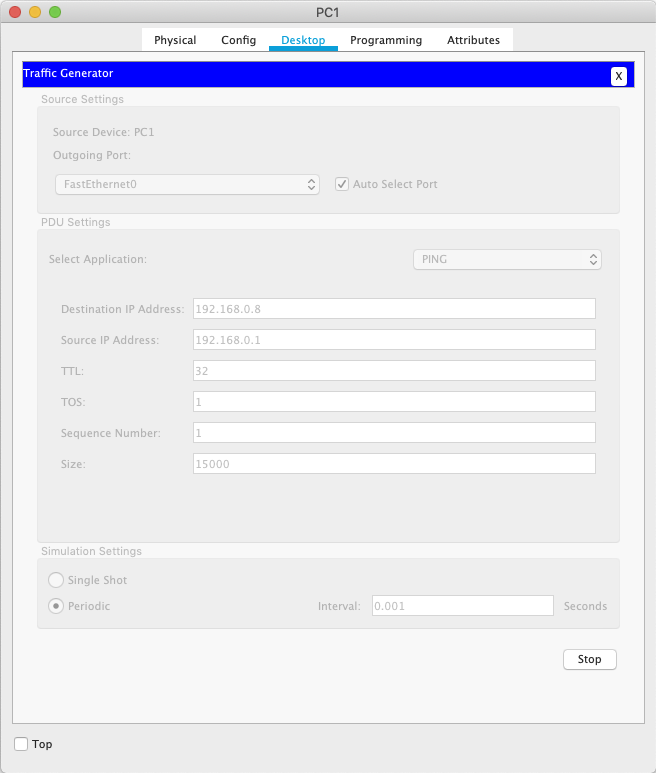 PC1
Physical Config Desktop Programming Attributes
Traffic Generator X
Source Settings
Source Device: PC1
Outgoing Port:
FastEthernet0 Auto Select Port
PDU Settings
Select Application: PING
Destination IP Address: 192.168.0.8
Source IP Address: 192.168.0.1
TTL: 32
TOS: 1
Sequence Number: 1
Size: 15000
Simulation Settings
Single Shot
Periodic Interval: 0.001 Seconds
Stop
Top